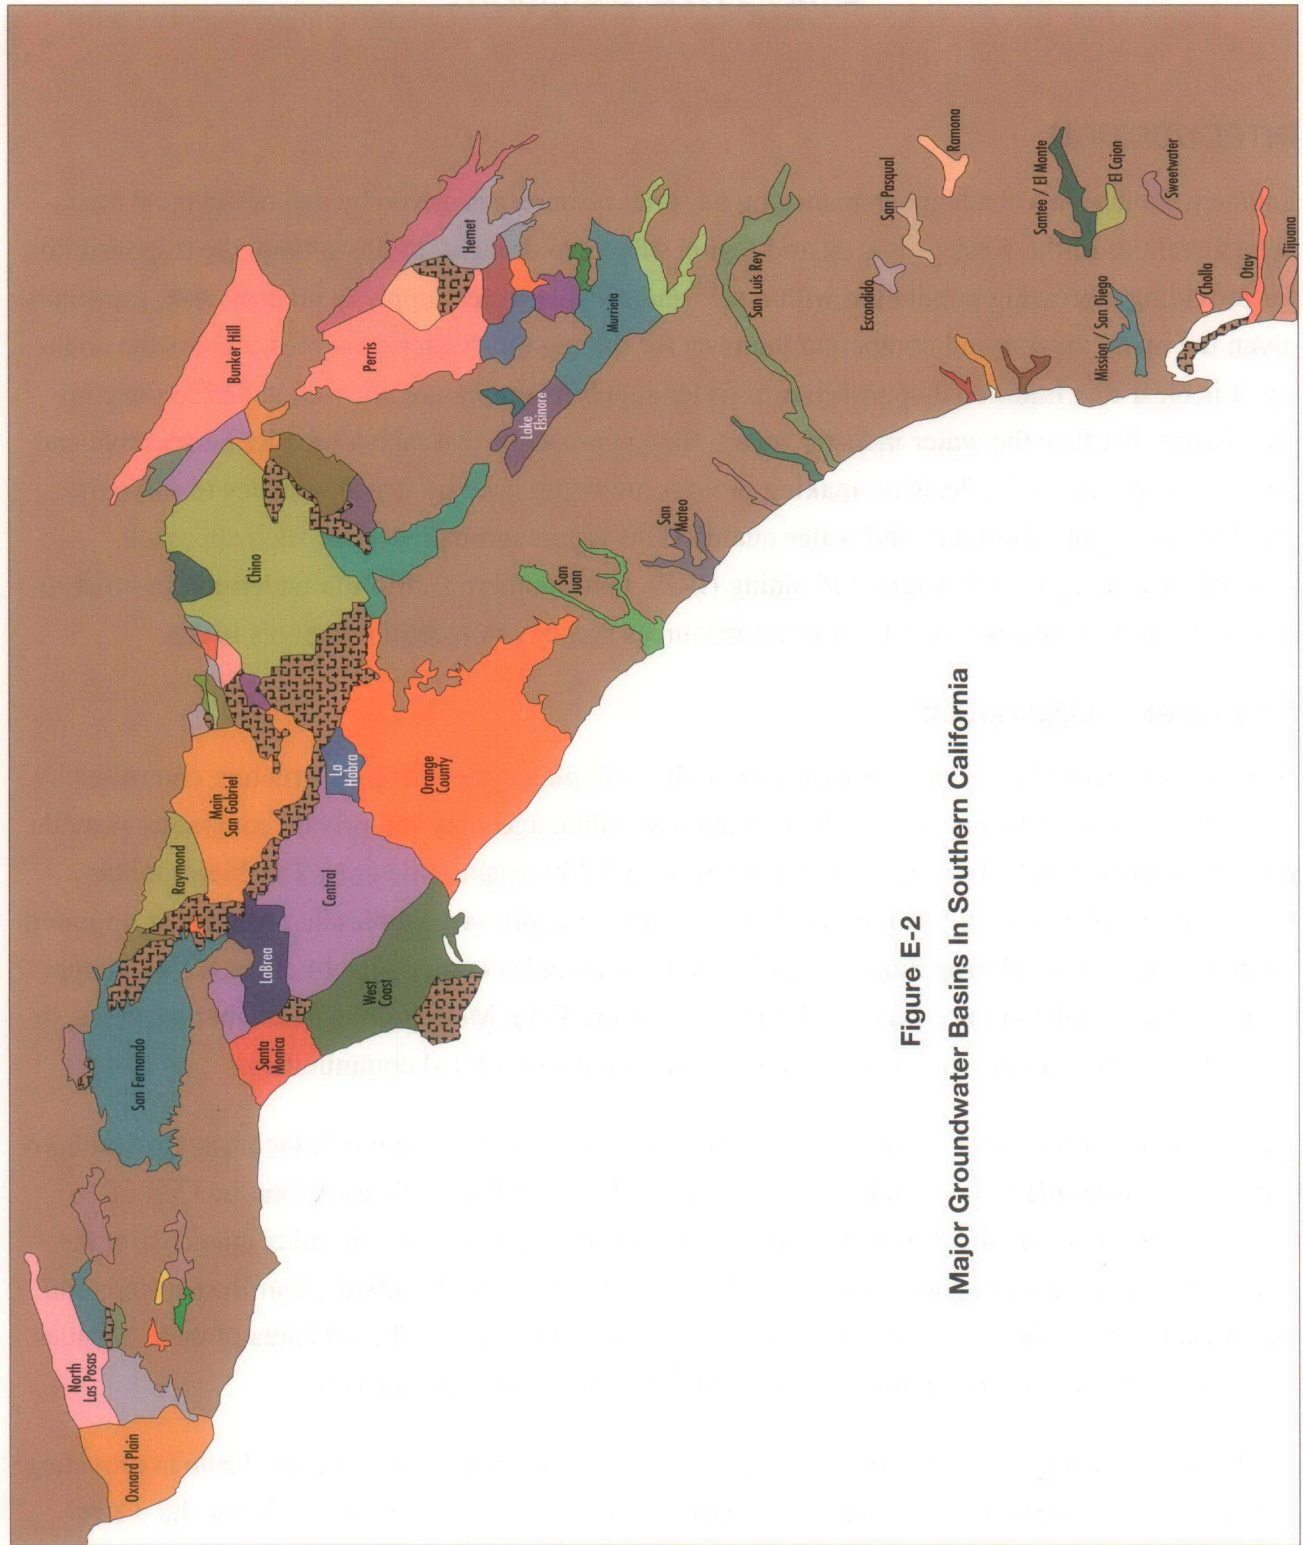 Oxnard Plain
North
Las Posas
San Fernando
Santa
Monica
LaBrea
West
Coast
Central
Raymond
Main
San Gabriel
La
Habra
Orange
County
Chino
Bunker Hill
Perris
Hemet
Lake
Elsinore
Murrieta
San
Juan
San
Mateo
San Luis Rey
Escondido
San Pasqual
Ramona
Santee / El Monte
El Cajon
Sweetwater
Mission / San Diego
Cholla
Otay
Tijuana
Figure E-2
Major Groundwater Basins In Southern California